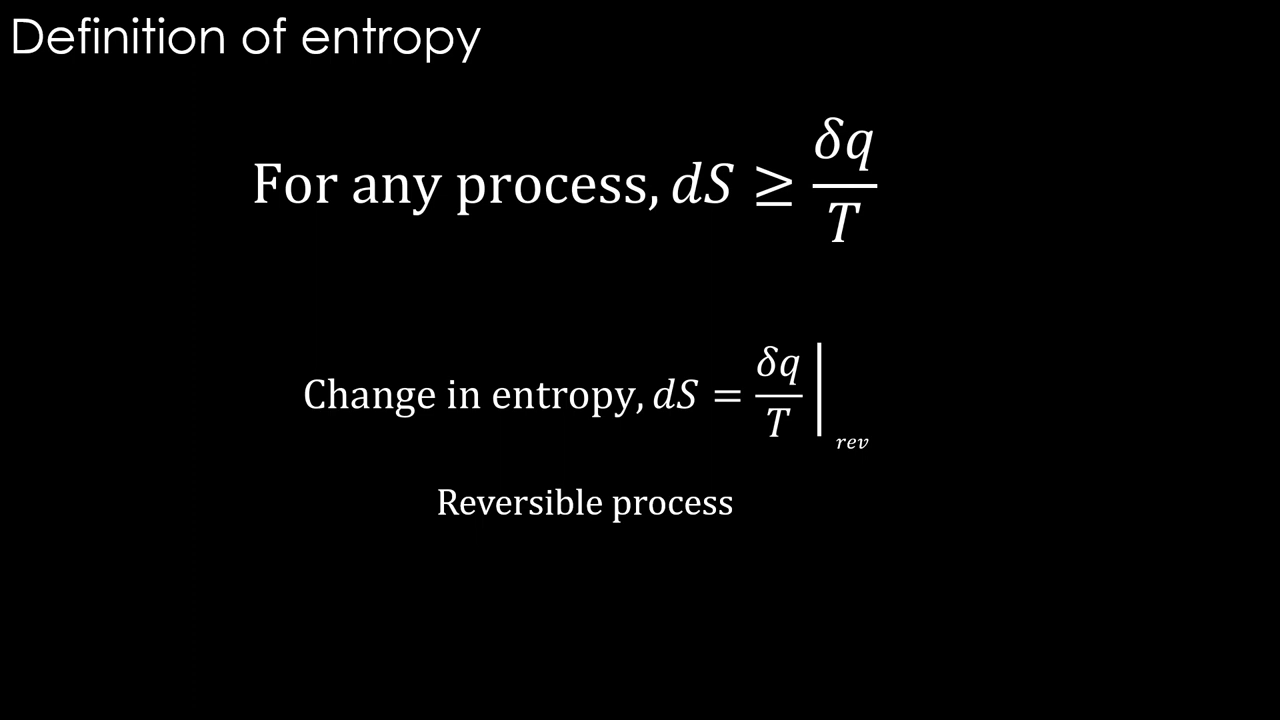 Definition of entropy
For any process, dS ≥ δq/T
Change in entropy, dS = δq/T|rev
Reversible process